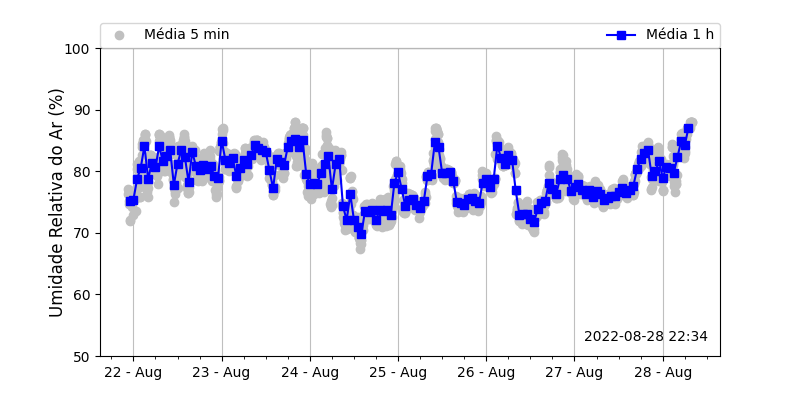 Média 5 min
Média 1 h
Umidade Relativa do Ar (%)
100
90
80
70
60
50
2022-08-28 22:34
22 - Aug
23 - Aug
24 - Aug
25 - Aug
26 - Aug
27 - Aug
28 - Aug